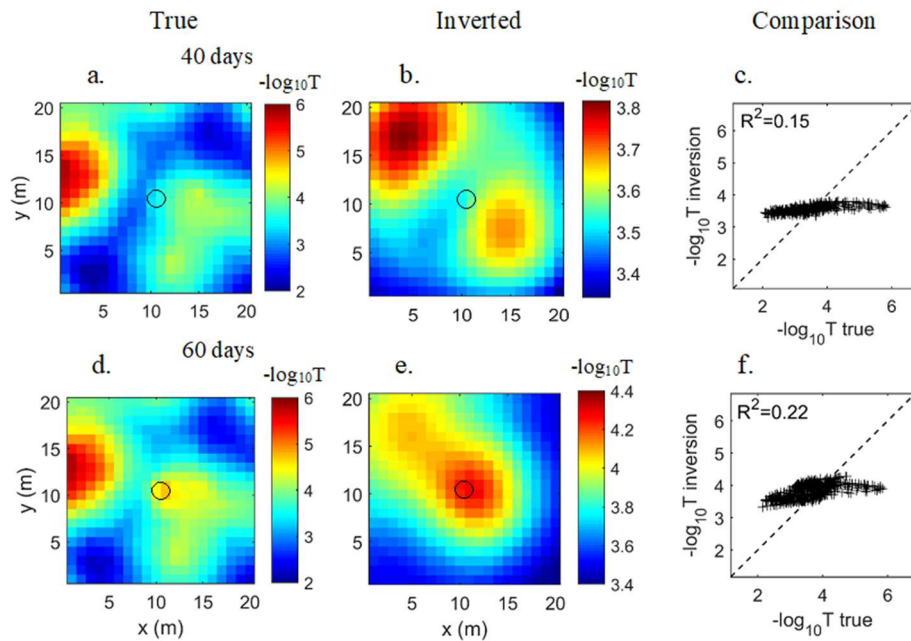 True
Inverted
Comparison
40 days
a.
-log₁₀T
b.
-log₁₀T
c.
20
15
10
5
y (m)
5
10
15
20
6
5
4
3
2
20
15
10
5
5
10
15
20
3.8
3.7
3.6
3.5
3.4
R²=0.15
6
5
4
3
2
-log₁₀T inversion
2
4
6
-log₁₀T true
60 days
d.
-log₁₀T
e.
-log₁₀T
f.
20
15
10
5
y (m)
5
10
15
20
x (m)
6
5
4
3
2
20
15
10
5
5
10
15
20
x (m)
4.4
4.2
4
3.8
3.6
3.4
R²=0.22
6
5
4
3
2
-log₁₀T inversion
2
4
6
-log₁₀T true